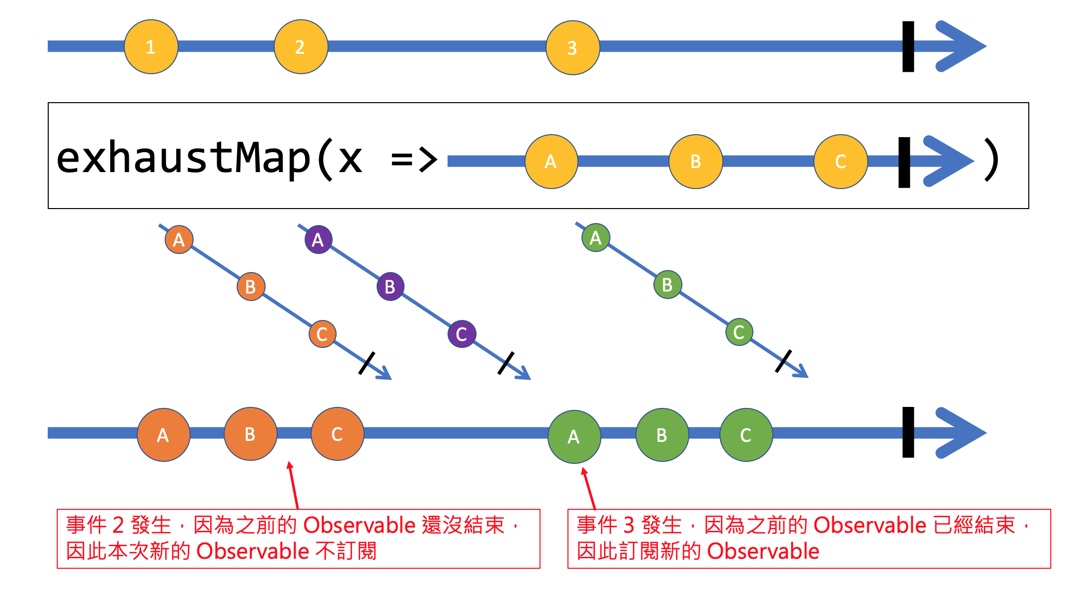 1 2 3
exhaustMap(x => A B C )
A A A
B B B
C C C
A B C A B C
事件 2 發生，因為之前的 Observable 還沒結束，
因此本次新的 Observable 不訂閱
事件 3 發生，因為之前的 Observable 已經結束，
因此訂閱新的 Observable